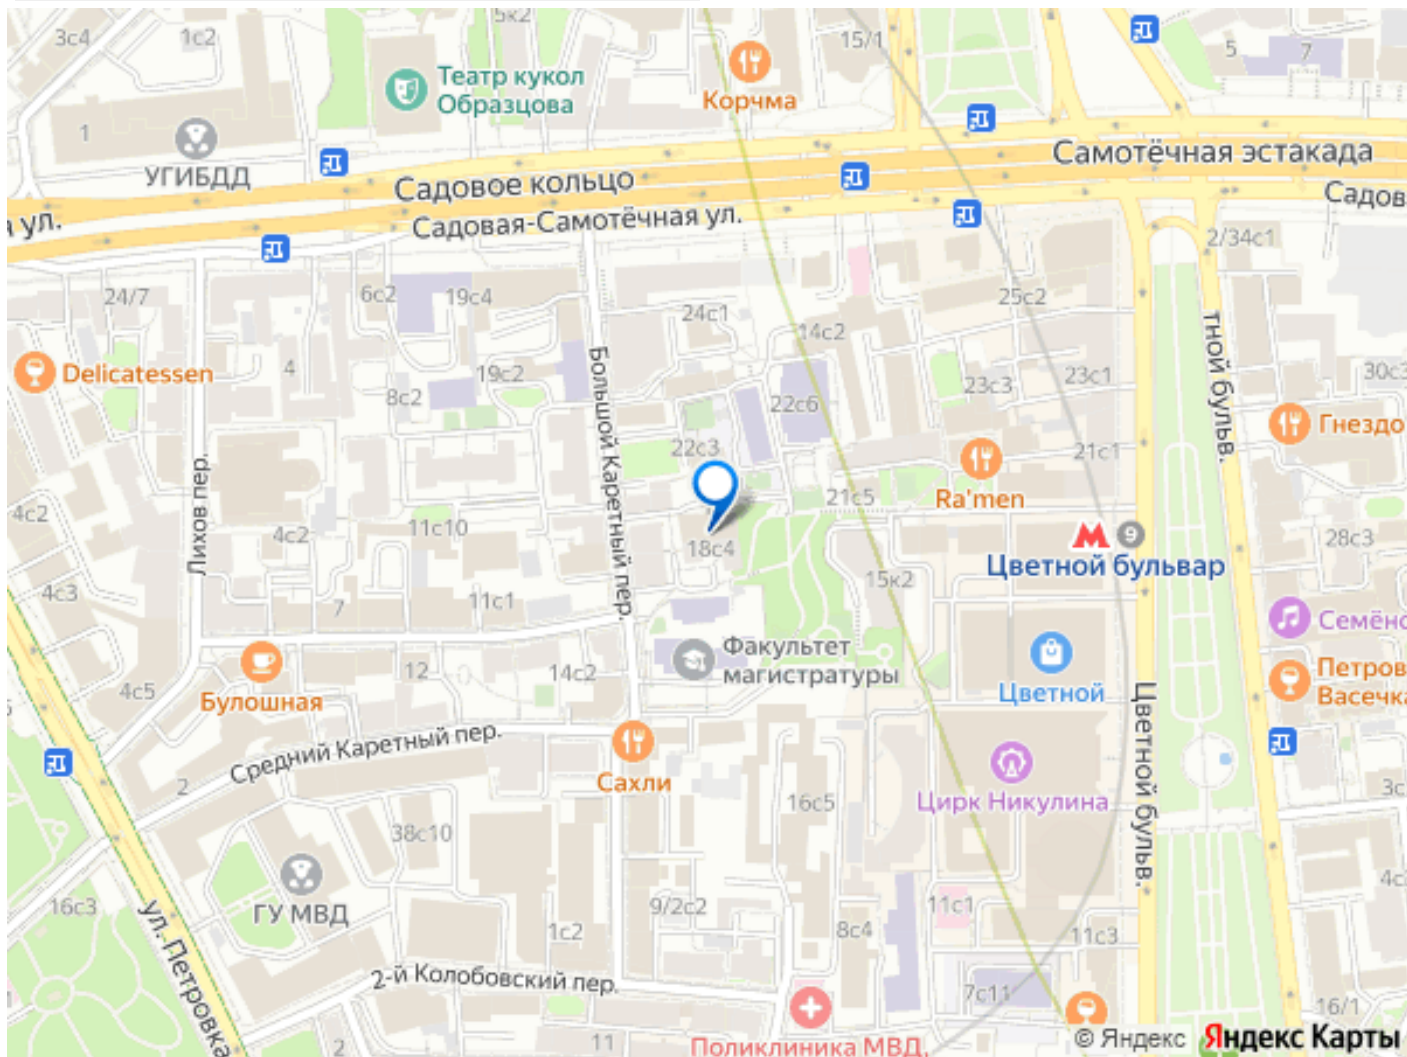 5к2
3с4
1с2
15/1
5
7
Театр кукол
Образцова
Корчма
1
УГИБДД
Самотёчная эстакада
Садовое кольцо
Садов
я ул.
Садовая-Самотёчная ул.
2/34с1
24/7
6с2
19с4
24с1
25с2
14с2
Delicatessen
4
19с2
8с2
Большой Каретный пер.
22с6
23с3
23с1
тной бульв.
30с3
Гнездо
22с3
21с1
Лихов пер.
4с2
4с2
11с10
21с5
Ra'men
18с4
9
28с3
Цветной бульвар
15к2
4с3
7
11с1
Семёно
Факультет
магистратуры
12
14с2
4с5
Булошная
Цветной
Петров
Васечка
Цветной бульв.
Средний Каретный пер.
2
Сахли
Цирк Никулина
16с5
3с
38с10
ГУ МВД
16с3
ул. Петровка
9/2с2
1с2
8с4
11с1
11с3
4с
2-й Колобовский пер.
7с11
16/1
2
11
Поликлиника МВД,
© Яндекс Яндекс Карты